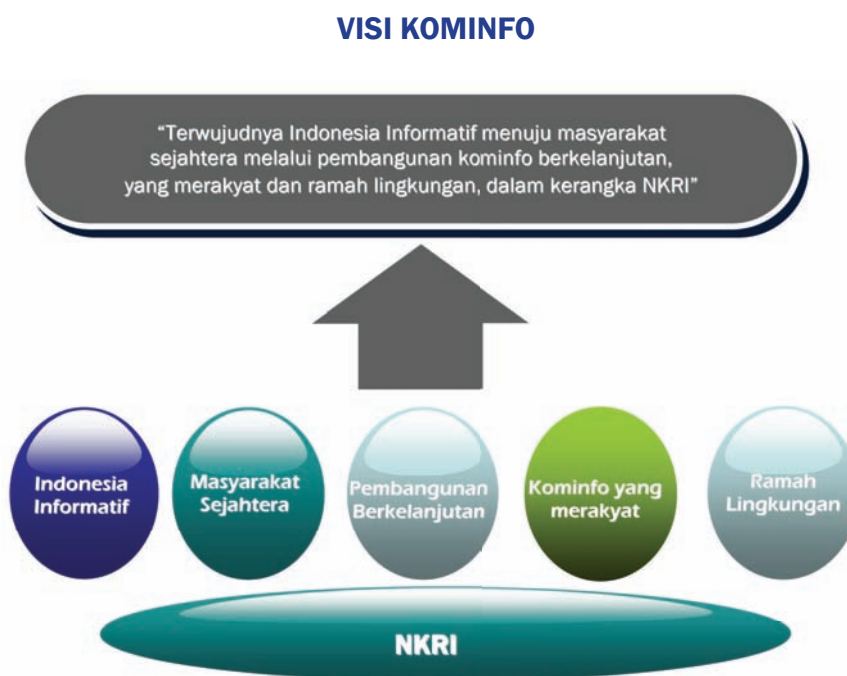 VISI KOMINFO
“Terwujudnya Indonesia Informatif menuju masyarakat
sejahtera melalui pembangunan kominfo berkelanjutan,
yang merakyat dan ramah lingkungan, dalam kerangka NKRI”
Indonesia
Informatif
Masyarakat
Sejahtera
Pembangunan
Berkelanjutan
Kominfo yang
merakyat
Ramah
Lingkungan
NKRI